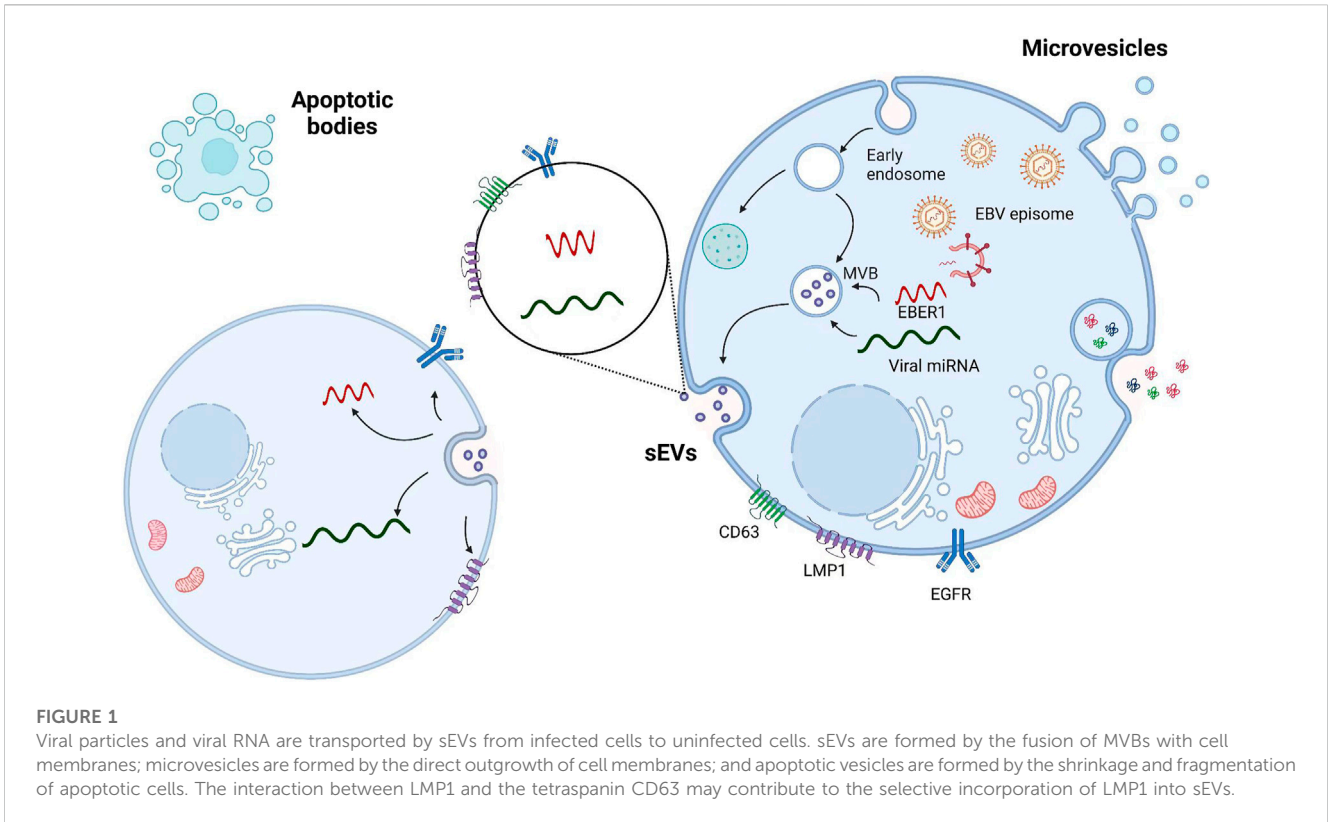 Microvesicles
Apoptotic
bodies
Early
endosome
EBV episome
MVB
EBER1
Viral miRNA
sEVs
CD63
LMP1
EGFR
FIGURE 1
Viral particles and viral RNA are transported by sEVs from infected cells to uninfected cells. sEVs are formed by the fusion of MVBs with cell
membranes; microvesicles are formed by the direct outgrowth of cell membranes; and apoptotic vesicles are formed by the shrinkage and fragmentation
of apoptotic cells. The interaction between LMP1 and the tetraspanin CD63 may contribute to the selective incorporation of LMP1 into sEVs.